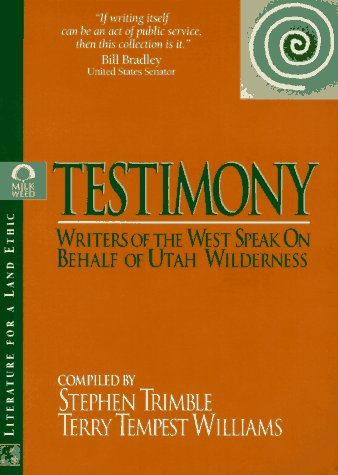 "If writing itself
can be an act of public service,
then this collection is it."
Bill Bradley
United States Senator
MILK
WEED
TESTIMONY
WRITERS OF THE WEST SPEAK ON
BEHALF OF UTAH WILDERNESS
LITERATURE FOR A LAND ETHIC
COMPILED BY
STEPHEN TRIMBLE
TERRY TEMPEST WILLIAMS